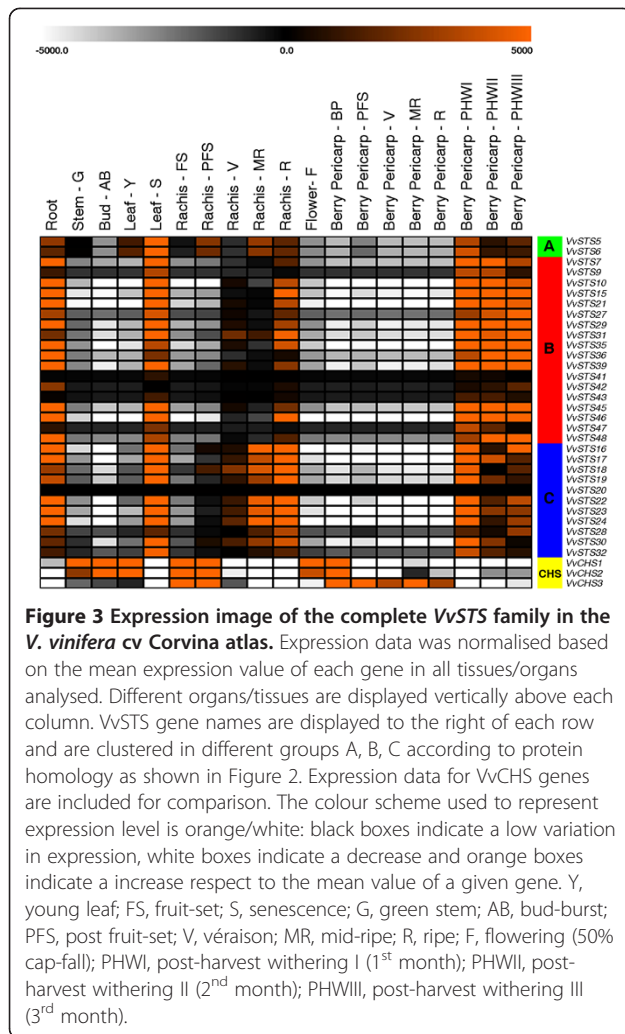 -5000.0 0.0 5000
Root
Stem - G
Bud - AB
Leaf - Y
Leaf - S
Rachis - FS
Rachis - PFS
Rachis - V
Rachis - MR
Rachis - R
Flower- F
Berry Pericarp - BP
Berry Pericarp - PFS
Berry Pericarp - V
Berry Pericarp - MR
Berry Pericarp - R
Berry Pericarp - PHWI
Berry Pericarp - PHWII
Berry Pericarp - PHWIII
A
VvSTS5
VvSTS6
B
VvSTS7
VvSTS9
VvSTS10
VvSTS15
VvSTS21
VvSTS27
VvSTS29
VvSTS31
VvSTS35
VvSTS36
VvSTS39
VvSTS41
VvSTS42
VvSTS43
VvSTS45
VvSTS46
VvSTS47
VvSTS48
C
VvSTS16
VvSTS17
VvSTS18
VvSTS19
VvSTS20
VvSTS22
VvSTS23
VvSTS24
VvSTS28
VvSTS30
VvSTS32
CHS
VvCHS1
VvCHS2
VvCHS3
Figure 3 Expression image of the complete VvSTS family in the
V. vinifera cv Corvina atlas. Expression data was normalised based
on the mean expression value of each gene in all tissues/organs
analysed. Different organs/tissues are displayed vertically above each
column. VvSTS gene names are displayed to the right of each row
and are clustered in different groups A, B, C according to protein
homology as shown in Figure 2. Expression data for VvCHS genes
are included for comparison. The colour scheme used to represent
expression level is orange/white: black boxes indicate a low variation
in expression, white boxes indicate a decrease and orange boxes
indicate a increase respect to the mean value of a given gene. Y,
young leaf; FS, fruit-set; S, senescence; G, green stem; AB, bud-burst;
PFS, post fruit-set; V, véraison; MR, mid-ripe; R, ripe; F, flowering (50%
cap-fall); PHWI, post-harvest withering I (1st month); PHWII, post-
harvest withering II (2nd month); PHWIII, post-harvest withering III
(3rd month).